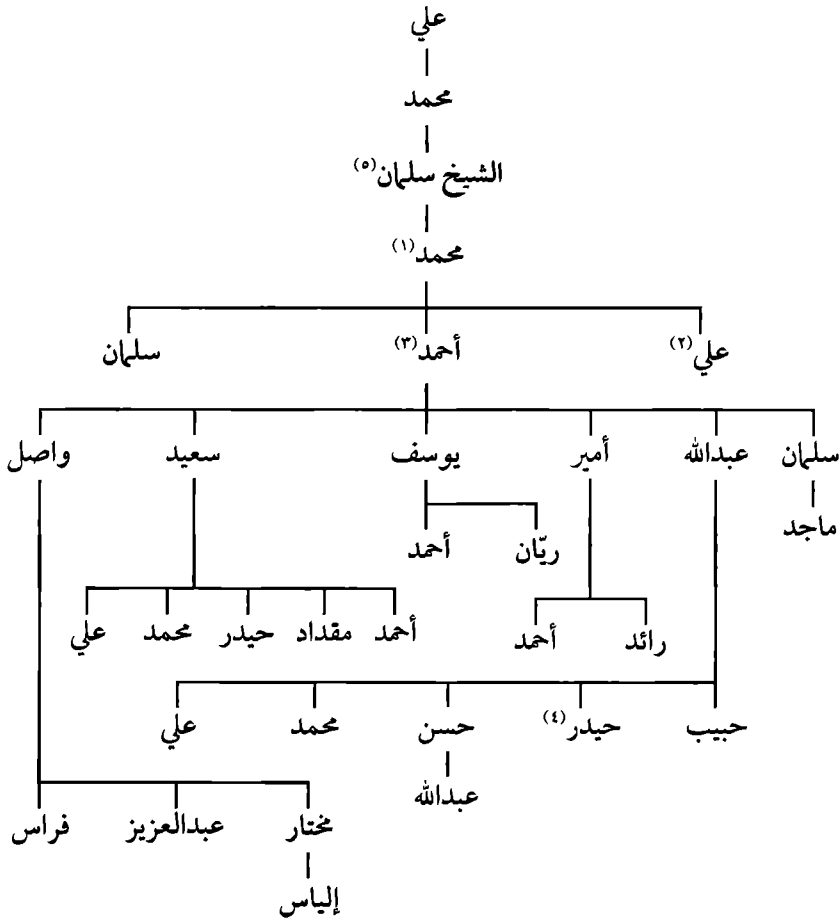 علي
محمد
الشيخ سلمان(٥)
محمد(١)
علي(٢) أحمد(٣) سلمان
سلمان عبدالله أمير يوسف سعيد واصل
ماجد
ريّان أحمد
رائد أحمد
أحمد مقداد حيدر محمد علي
حبيب حيدر(٤) حسن محمد علي
عبدالله
مختار عبدالعزيز فراس
إلياس